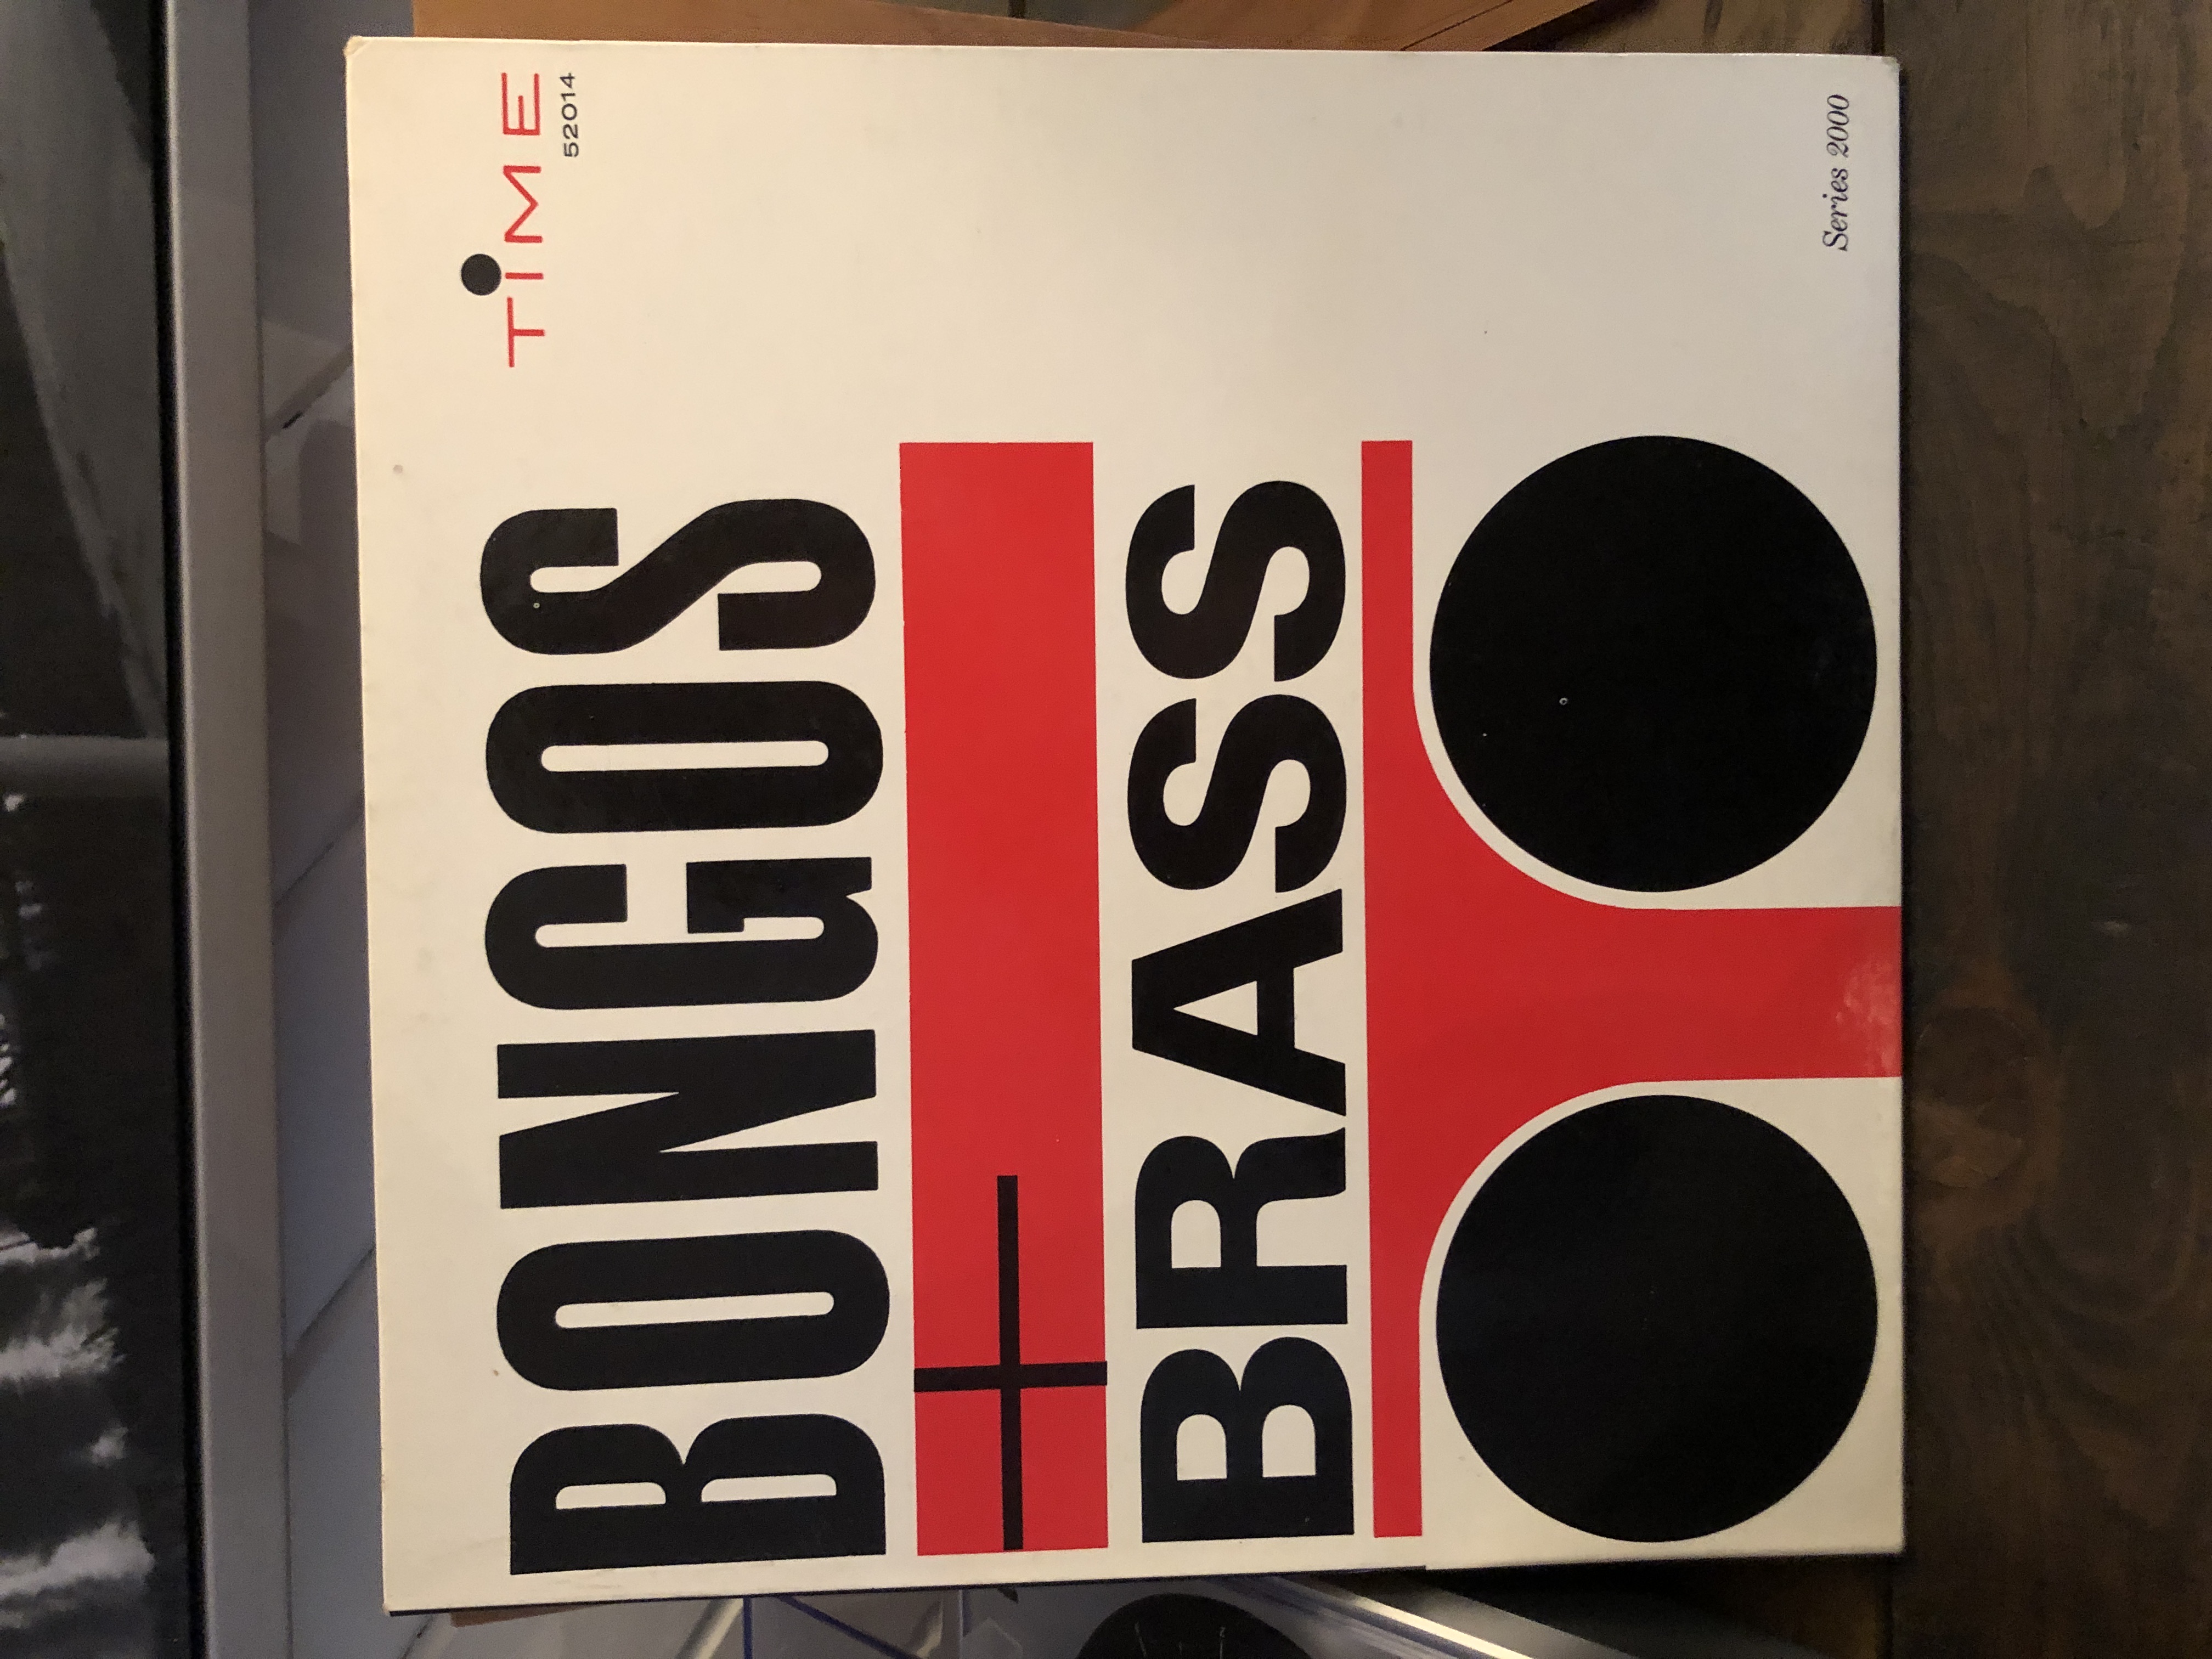 TIME
52014
BONGOS
+
BRASS
Series 2000